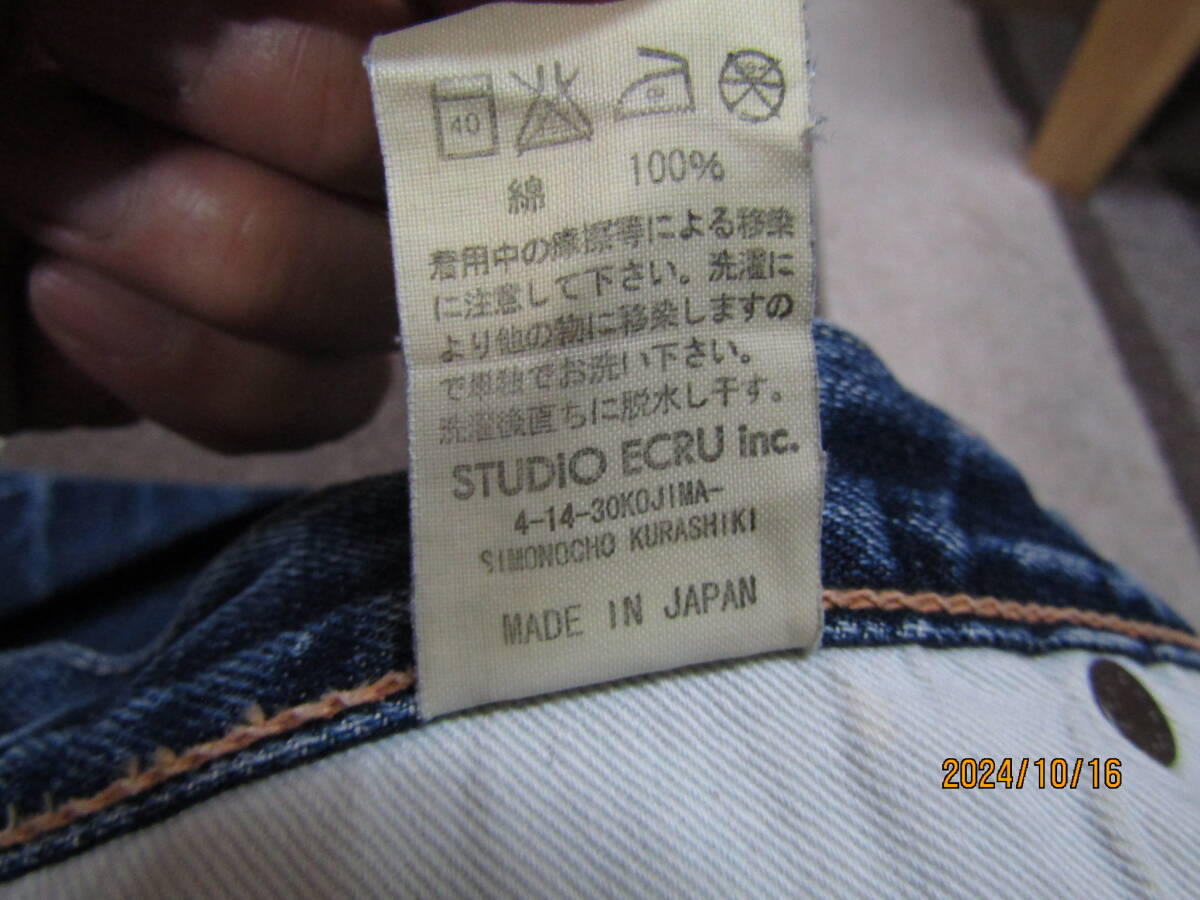 40
綿 100%
着用中の摩擦等による移染
に注意して下さい。洗濯に
より他の物に移染しますの
で単独でお洗い下さい。
洗濯後直ちに脱水し干す。
STUDiO ECRU inc.
4-14-30KOJIMA-
SIMONOCHO KURASHIKI
MADE IN JAPAN
2024/10/16